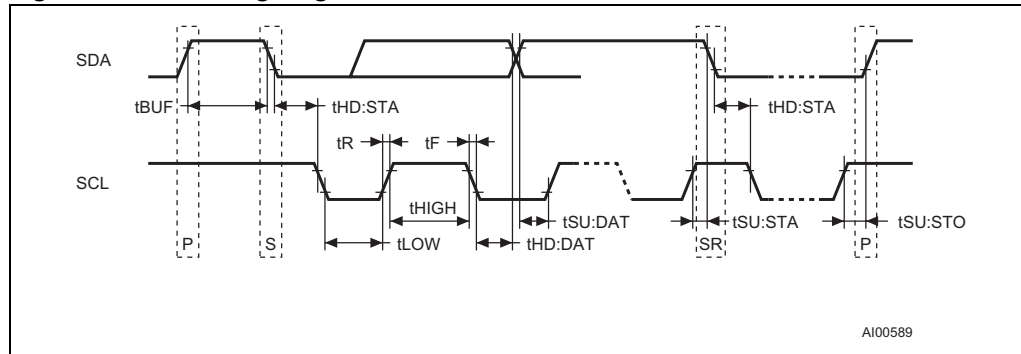 SDA
tBUF
tHD:STA
tHD:STA
tR
tF
SCL
tHIGH
tSU:DAT
tSU:STA
tSU:STO
P
S
tLOW
tHD:DAT
SR
P
AI00589